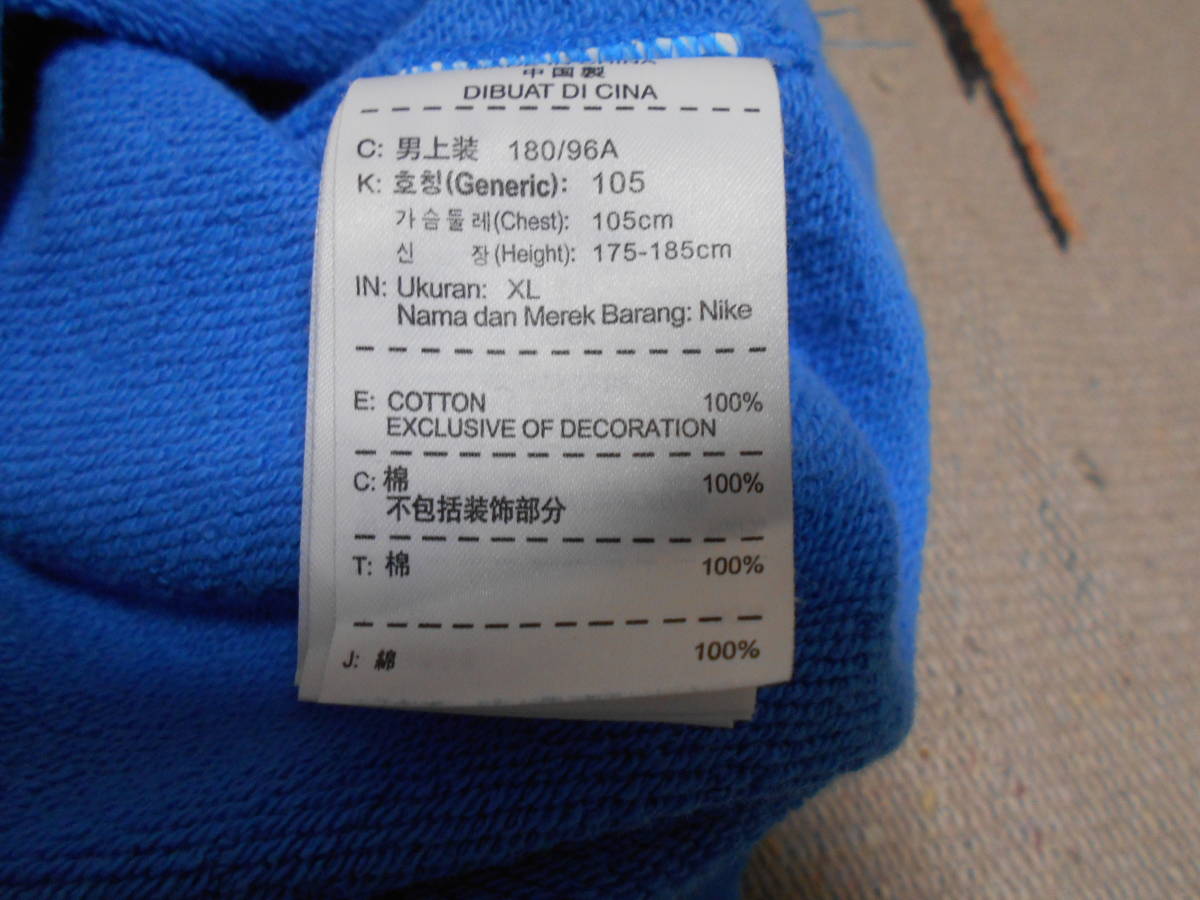 中国製
DIBUAT DI CINA
C: 男上装 180/96A
K: 호칭(Generic): 105
가슴둘레(Chest): 105cm
신 장(Height): 175-185cm
IN: Ukuran: XL
Nama dan Merek Barang: Nike
E: COTTON 100%
EXCLUSIVE OF DECORATION
C: 棉 100%
不包括装饰部分
T: 棉 100%
J: 綿 100%